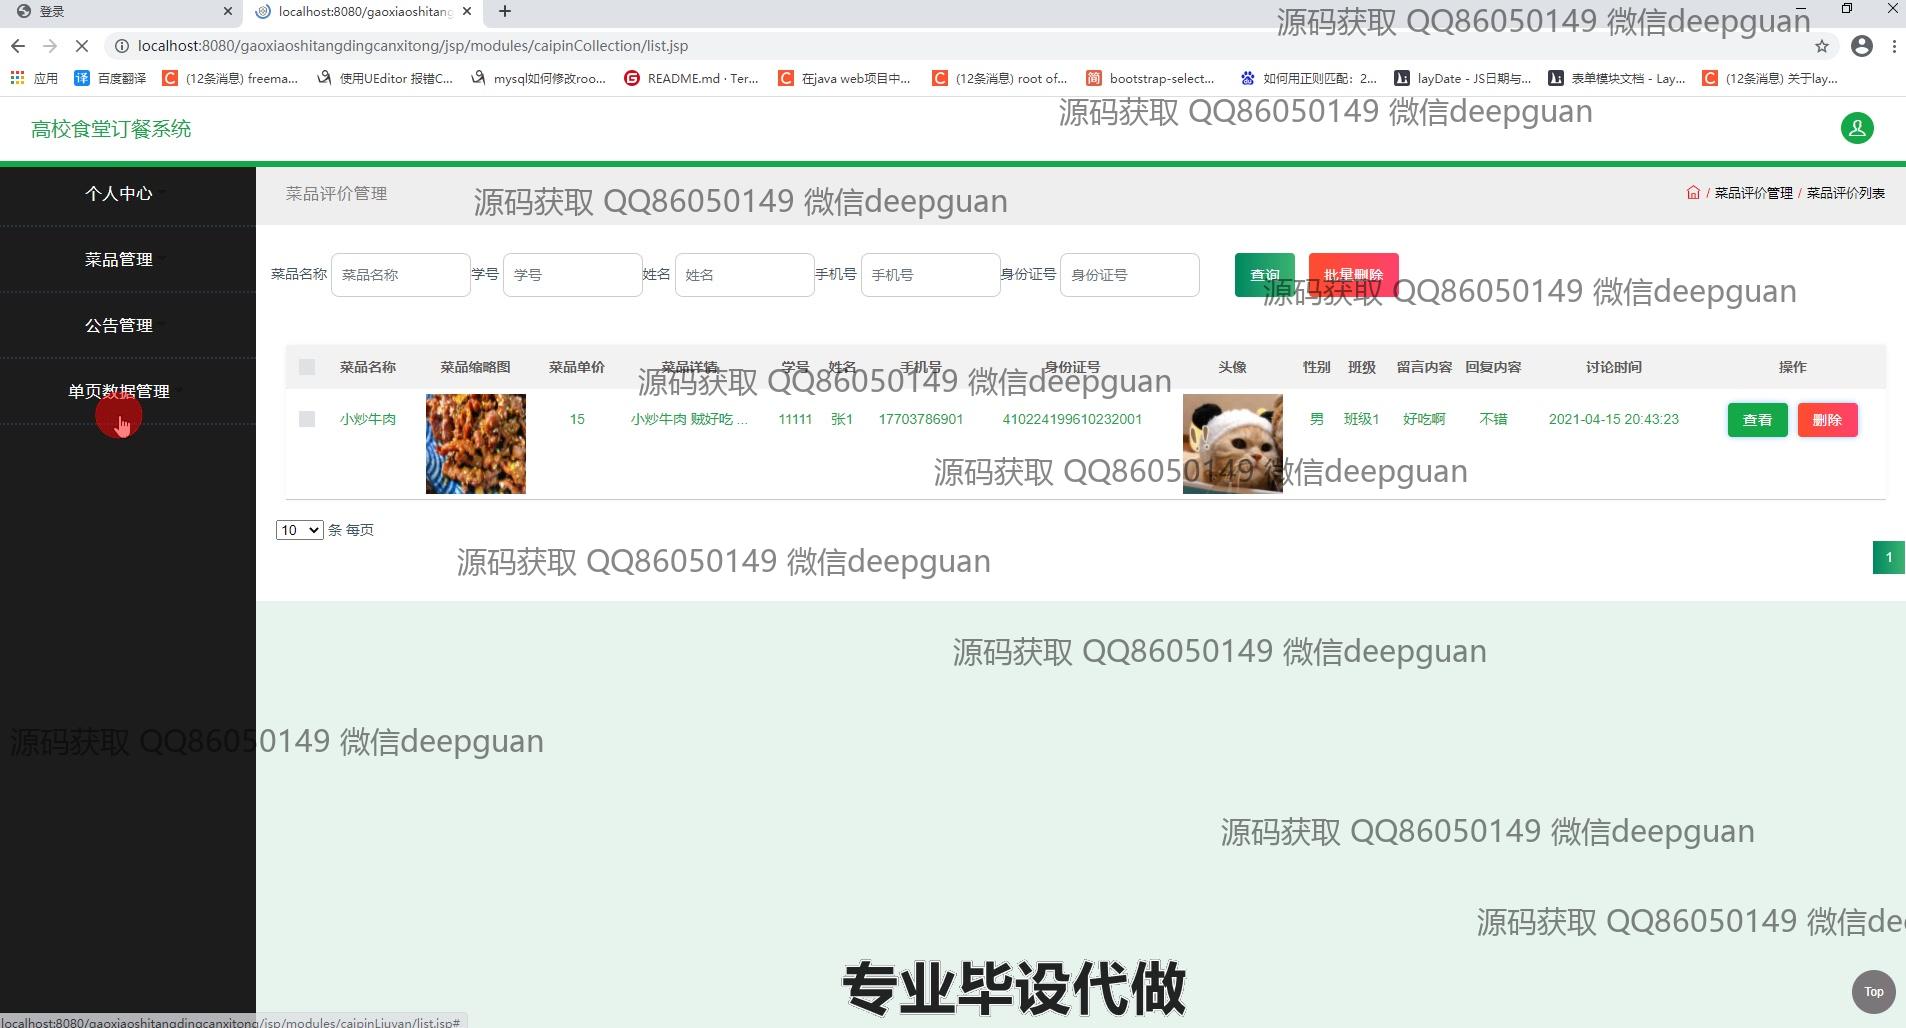 登录
localhost:8080/gaoxiaoshitang
源码获取 QQ86050149 微信deepguan
localhost:8080/gaoxiaoshitangdingcanxitong/jsp/modules/caipinCollection/list.jsp
应用 百度翻译 (12条消息) freema... 使用UEditor 报错C... mysql如何修改roo... README.md · Ter... 在java web项目中... (12条消息) root of... bootstrap-select... 如何用正则匹配：2... layDate - JS日期与... 表单模块文档 - Lay... (12条消息) 关于lay...
源码获取 QQ86050149 微信deepguan
高校食堂订餐系统
个人中心
菜品管理
公告管理
单页数据管理
菜品评价管理
源码获取 QQ86050149 微信deepguan
/ 菜品评价管理 / 菜品评价列表
菜品名称 菜品名称 学号 学号 姓名 姓名 手机号 手机号 身份证号 身份证号 查询 批量删除
源码获取 QQ86050149 微信deepguan
菜品名称 菜品缩略图 菜品单价 菜品详情 学号 姓名 手机号 身份证号 头像 性别 班级 留言内容 回复内容 讨论时间 操作
源码获取 QQ86050149 微信deepguan
小炒牛肉 15 小炒牛肉 贼好吃 ... 11111 张1 17703786901 410224199610232001 男 班级1 好吃啊 不错 2021-04-15 20:43:23 查看 删除
源码获取 QQ86050149 微信deepguan
10 条 每页
1
源码获取 QQ86050149 微信deepguan
源码获取 QQ86050149 微信deepguan
源码获取 QQ86050149 微信deepguan
源码获取 QQ86050149 微信deepguan
源码获取 QQ86050149 微信de
专业毕设代做
Top
localhost:8080/gaoxiaoshitangdingcanxitong/jsp/modules/caipinLiuyan/list.jsp#